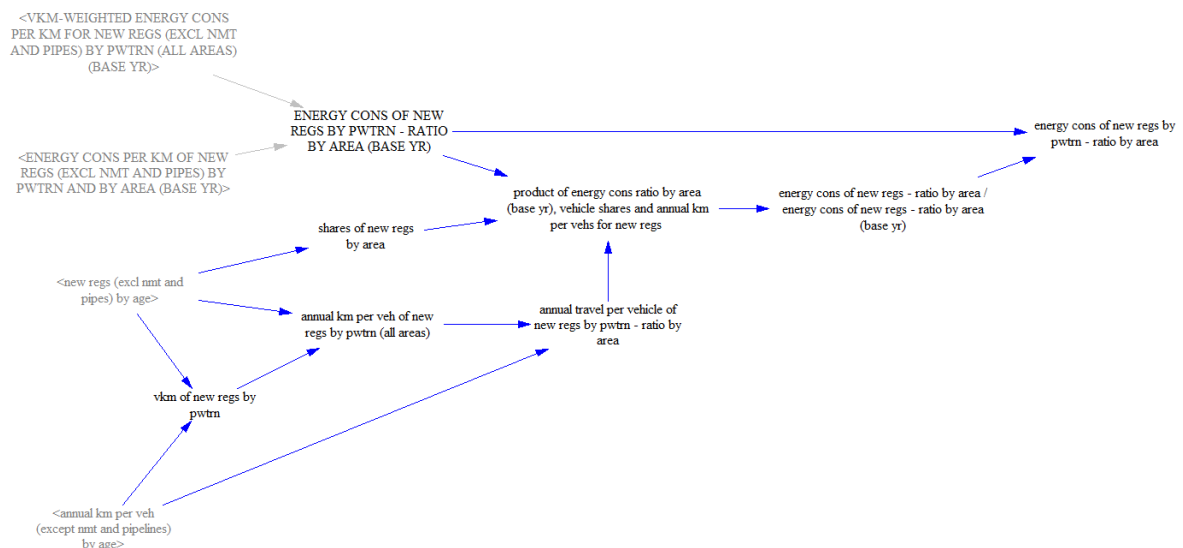 <VKM-WEIGHTED ENERGY CONS
PER KM FOR NEW REGS (EXCL NMT
AND PIPES) BY PWTRN (ALL AREAS)
(BASE YR)>
ENERGY CONS OF NEW
REGS BY PWTRN - RATIO
BY AREA (BASE YR)
energy cons of new regs by
pwtrn - ratio by area
<ENERGY CONS PER KM OF NEW
REGS (EXCL NMT AND PIPES) BY
PWTRN AND BY AREA (BASE YR)>
product of energy cons ratio by area
(base yr), vehicle shares and annual km
per vehs for new regs
energy cons of new regs - ratio by area /
energy cons of new regs - ratio by area
(base yr)
shares of new regs
by area
<new regs (excl nmt and
pipes) by age>
annual km per veh of new
regs by pwtrn (all areas)
annual travel per vehicle of
new regs by pwtrn - ratio by
area
vkm of new regs by
pwtrn
<annual km per veh
(except nmt and pipelines)
by age>